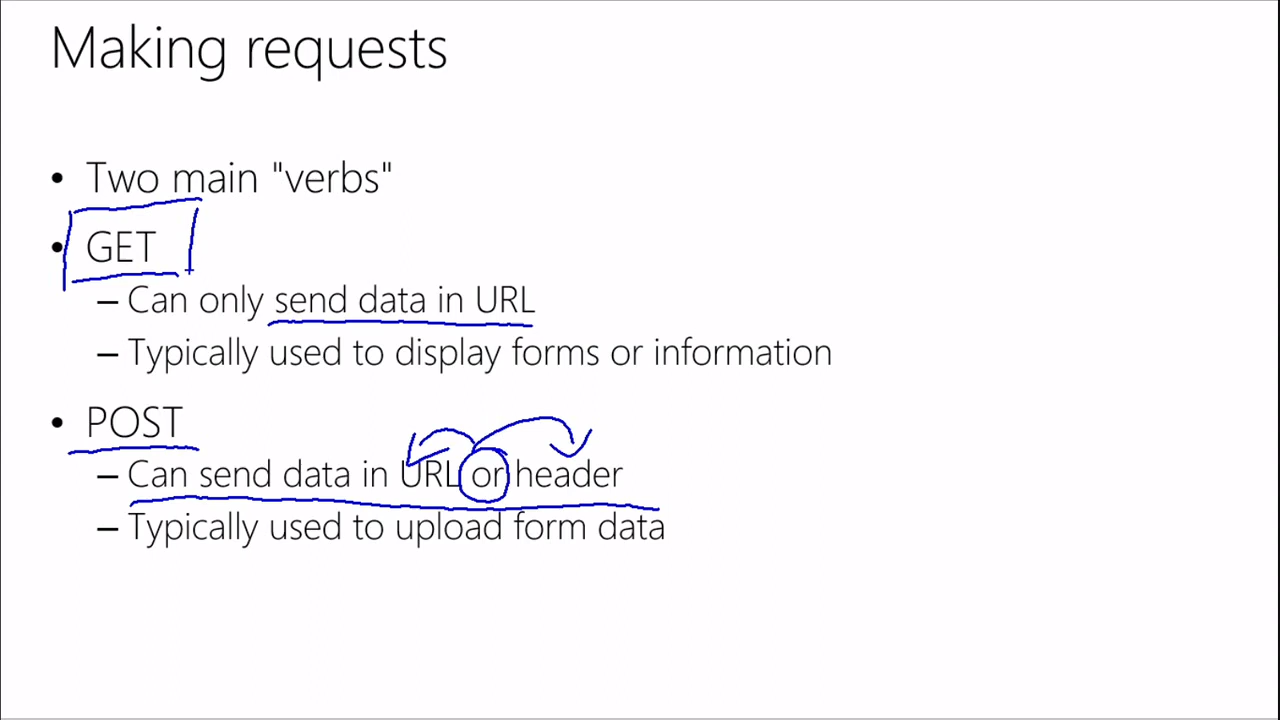 Making requests
• Two main "verbs"
• GET
– Can only send data in URL
– Typically used to display forms or information
• POST
– Can send data in URL or header
– Typically used to upload form data